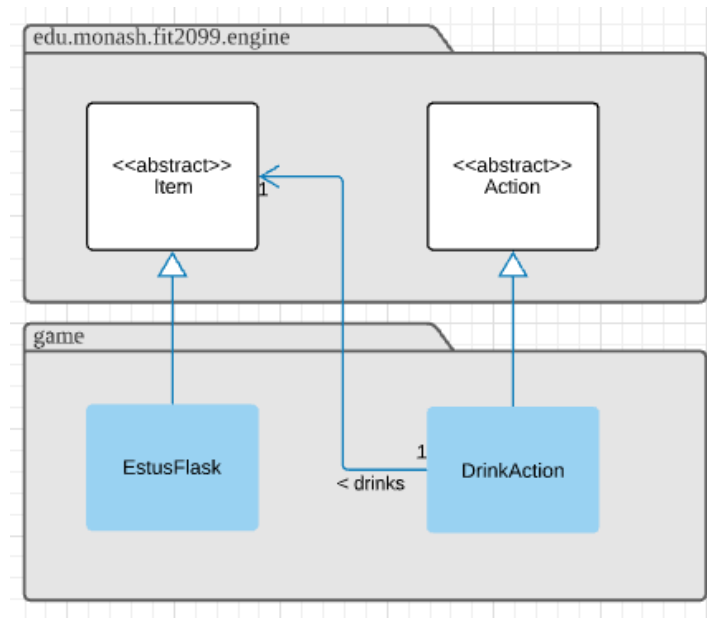 edu.monash.fit2099.engine
<<abstract>>
Item
<<abstract>>
Action
1
game
EstusFlask
1
< drinks
DrinkAction